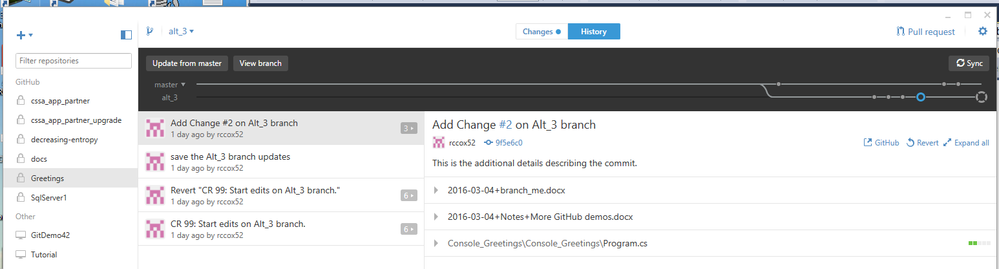 alt_3
Changes
History
Pull request
Filter repositories
GitHub
cssa_app_partner
cssa_app_partner_upgrade
decreasing-entropy
docs
Greetings
SqlServer1
Other
GitDemo42
Tutorial
Update from master
View branch
Sync
master
alt_3
Add Change #2 on Alt_3 branch
1 day ago by rccox52
3
save the Alt_3 branch updates
1 day ago by rccox52
Revert "CR 99: Start edits on Alt_3 branch."
1 day ago by rccox52
6
CR 99: Start edits on Alt_3 branch.
1 day ago by rccox52
6
Add Change #2 on Alt_3 branch
rccox52 9f5e6c0
GitHub Revert Expand all
This is the additional details describing the commit.
2016-03-04+branch_me.docx
2016-03-04+Notes+More GitHub demos.docx
Console_Greetings\Console_Greetings\Program.cs